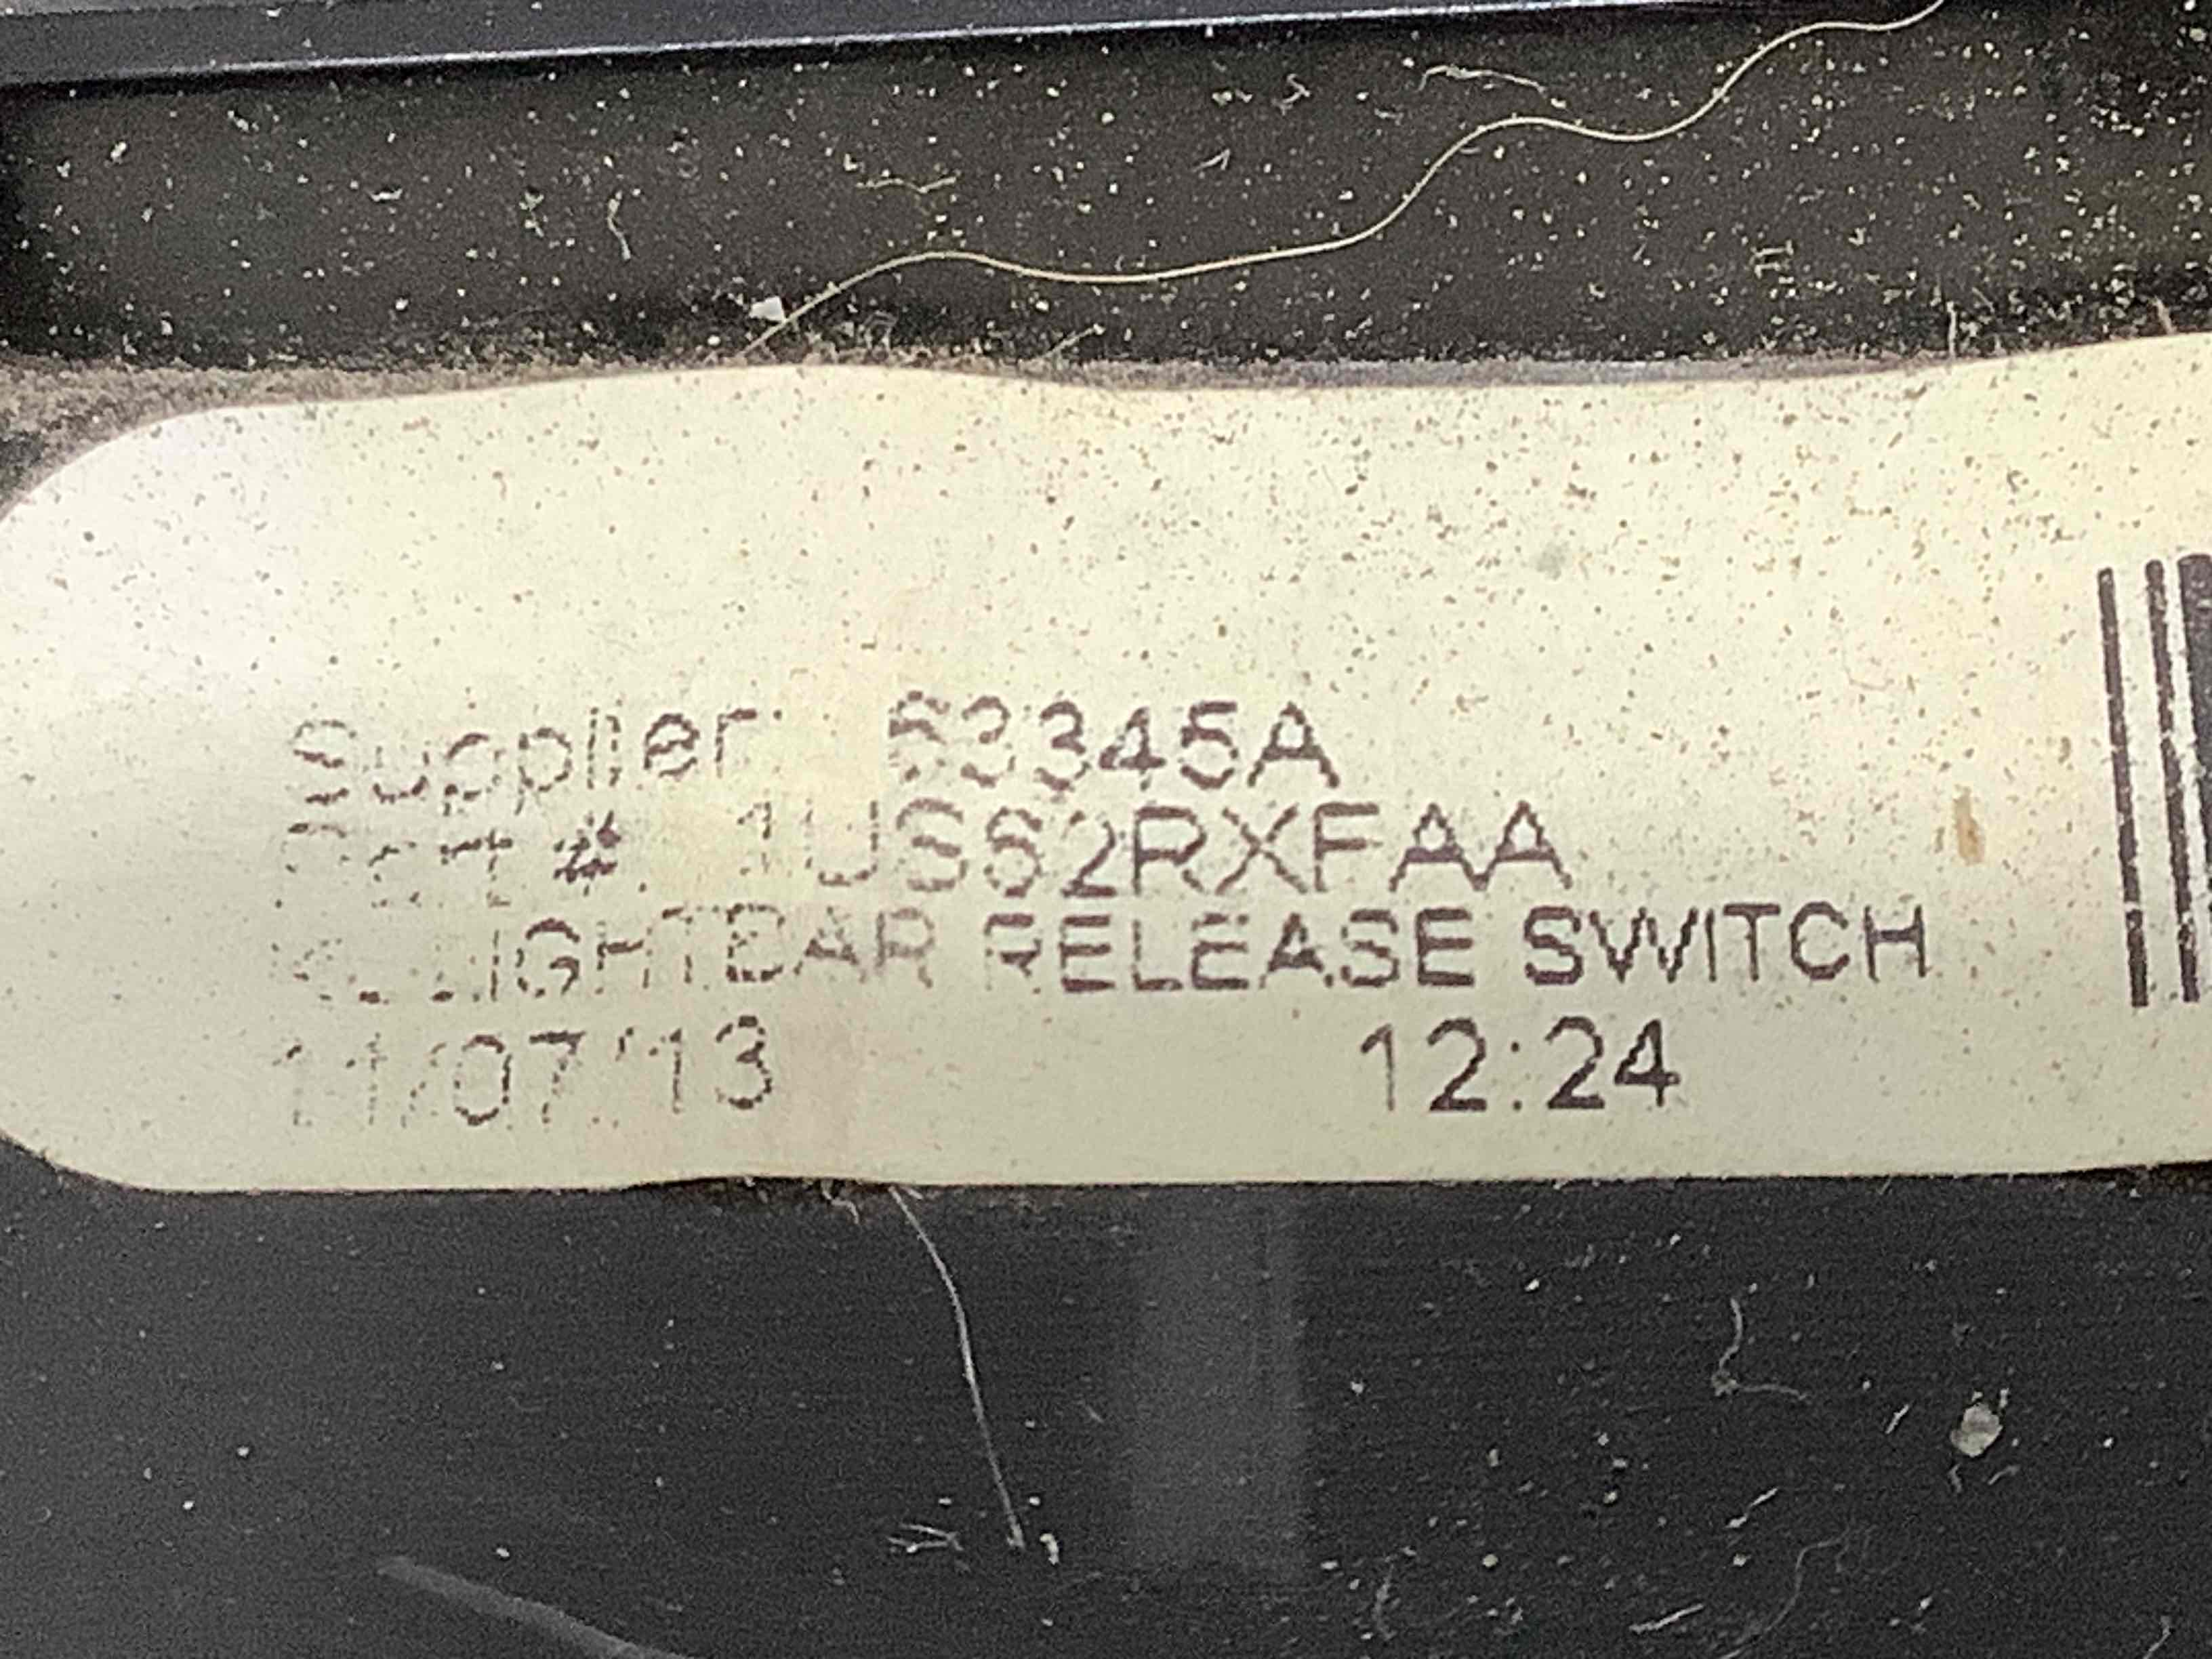 Supplier: 63345A
Part #: 1US62RXFAA
LIGHTBAR RELEASE SWITCH
11/07/13 12:24